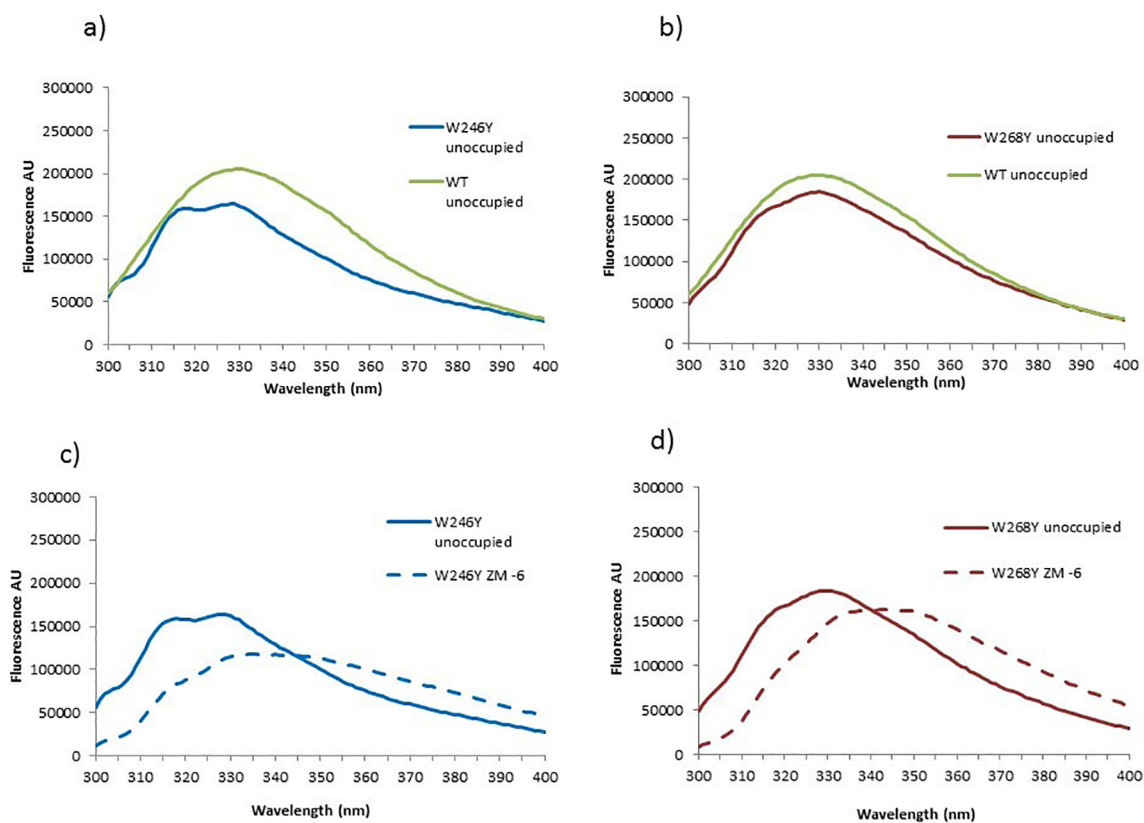 a)
300000
250000
200000
150000
100000
50000
0
Fluorescence AU
W246Y
unoccupied
WT
unoccupied
300 310 320 330 340 350 360 370 380 390 400
Wavelength (nm)
b)
300000
250000
200000
150000
100000
50000
0
Fluorescence AU
W268Y unoccupied
WT unoccupied
300 310 320 330 340 350 360 370 380 390 400
Wavelength (nm)
c)
300000
250000
200000
150000
100000
50000
0
Fluorescence AU
W246Y
unoccupied
W246Y ZM -6
300 310 320 330 340 350 360 370 380 390 400
Wavelength (nm)
d)
300000
250000
200000
150000
100000
50000
0
Fluorescence AU
W268Y unoccupied
W268Y ZM -6
300 310 320 330 340 350 360 370 380 390 400
Wavelength (nm)